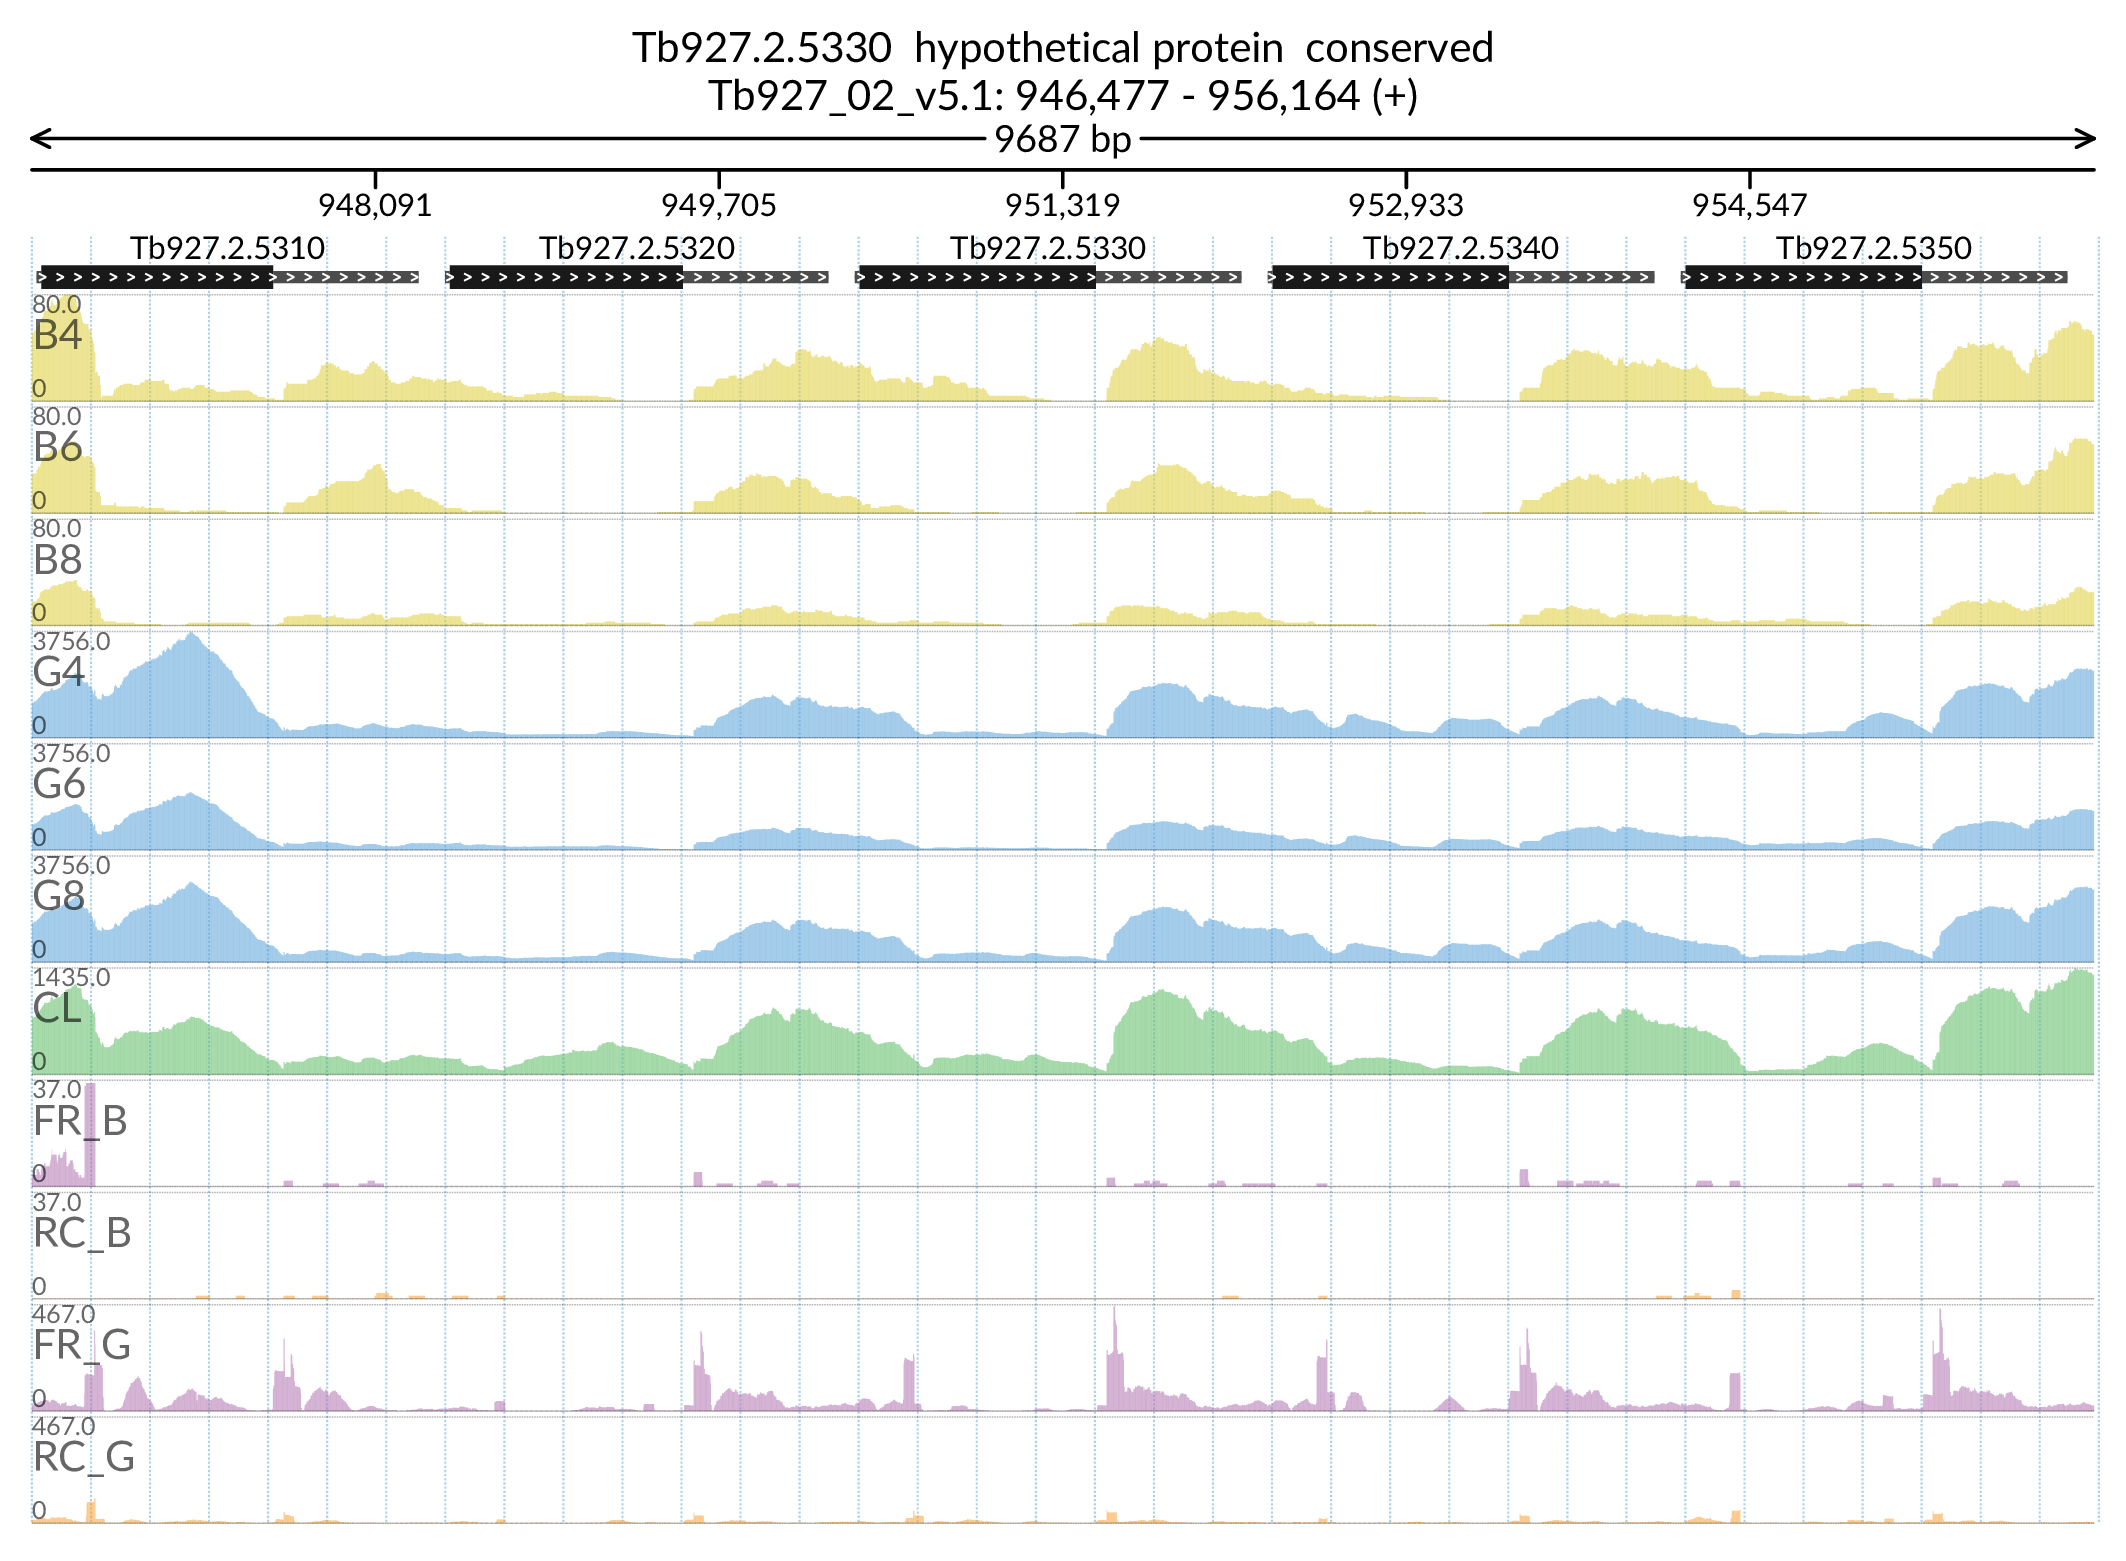 Tb927.2.5330  hypothetical protein  conserved
Tb927_02_v5.1: 946,477 - 956,164 (+)
9687 bp
948,091 949,705 951,319 952,933 954,547
Tb927.2.5310 Tb927.2.5320 Tb927.2.5330 Tb927.2.5340 Tb927.2.5350
80.0
B4
0
80.0
B6
0
80.0
B8
0
3756.0
G4
0
3756.0
G6
0
3756.0
G8
0
1435.0
CL
0
37.0
FR_B
0
37.0
RC_B
0
467.0
FR_G
0
467.0
RC_G
0